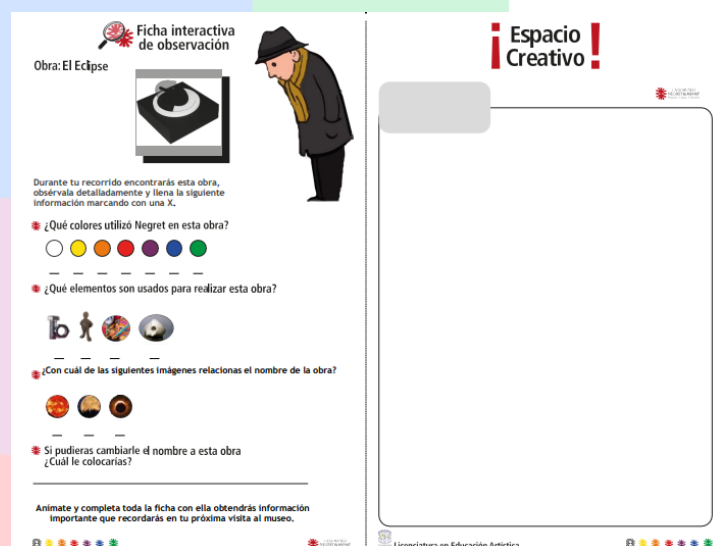 Ficha interactiva
de observación
Obra: El Eclipse
Durante tu recorrido encontrarás esta obra,
obsérvala detalladamente y llena la siguiente
información marcando con una X.
¿Qué colores utilizó Negret en esta obra?
¿Qué elementos son usados para realizar esta obra?
¿Con cuál de las siguientes imágenes relacionas el nombre de la obra?
Si pudieras cambiarle el nombre a esta obra
¿Cuál le colocarías?
Anímate y completa toda la ficha con ella obtendrás información
importante que recordarás en tu próxima visita al museo.
¡Espacio
Creativo!
Licenciatura en Educación Artística